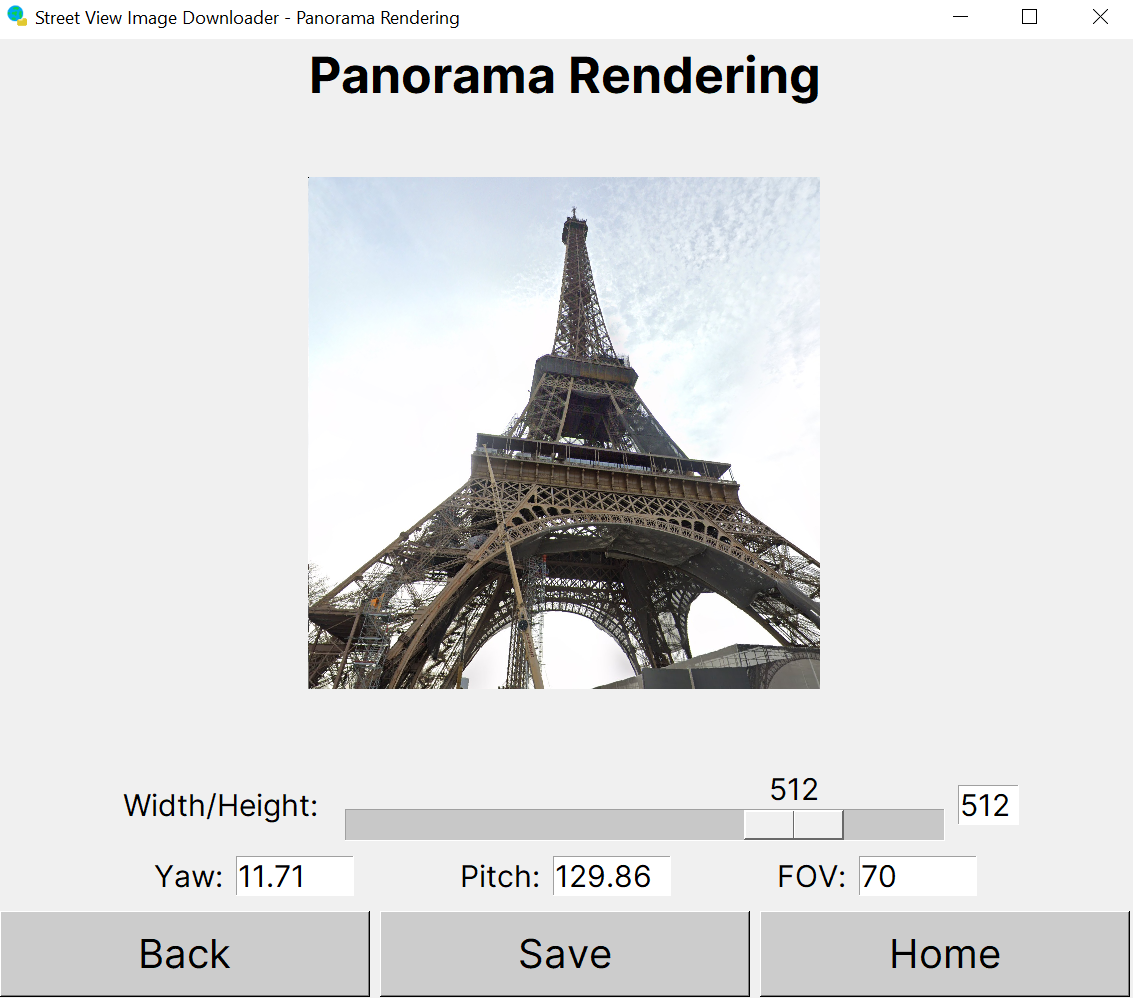 Street View Image Downloader - Panorama Rendering
Panorama Rendering
512
Width/Height: 512
Yaw: 11.71 Pitch: 129.86 FOV: 70
Back Save Home